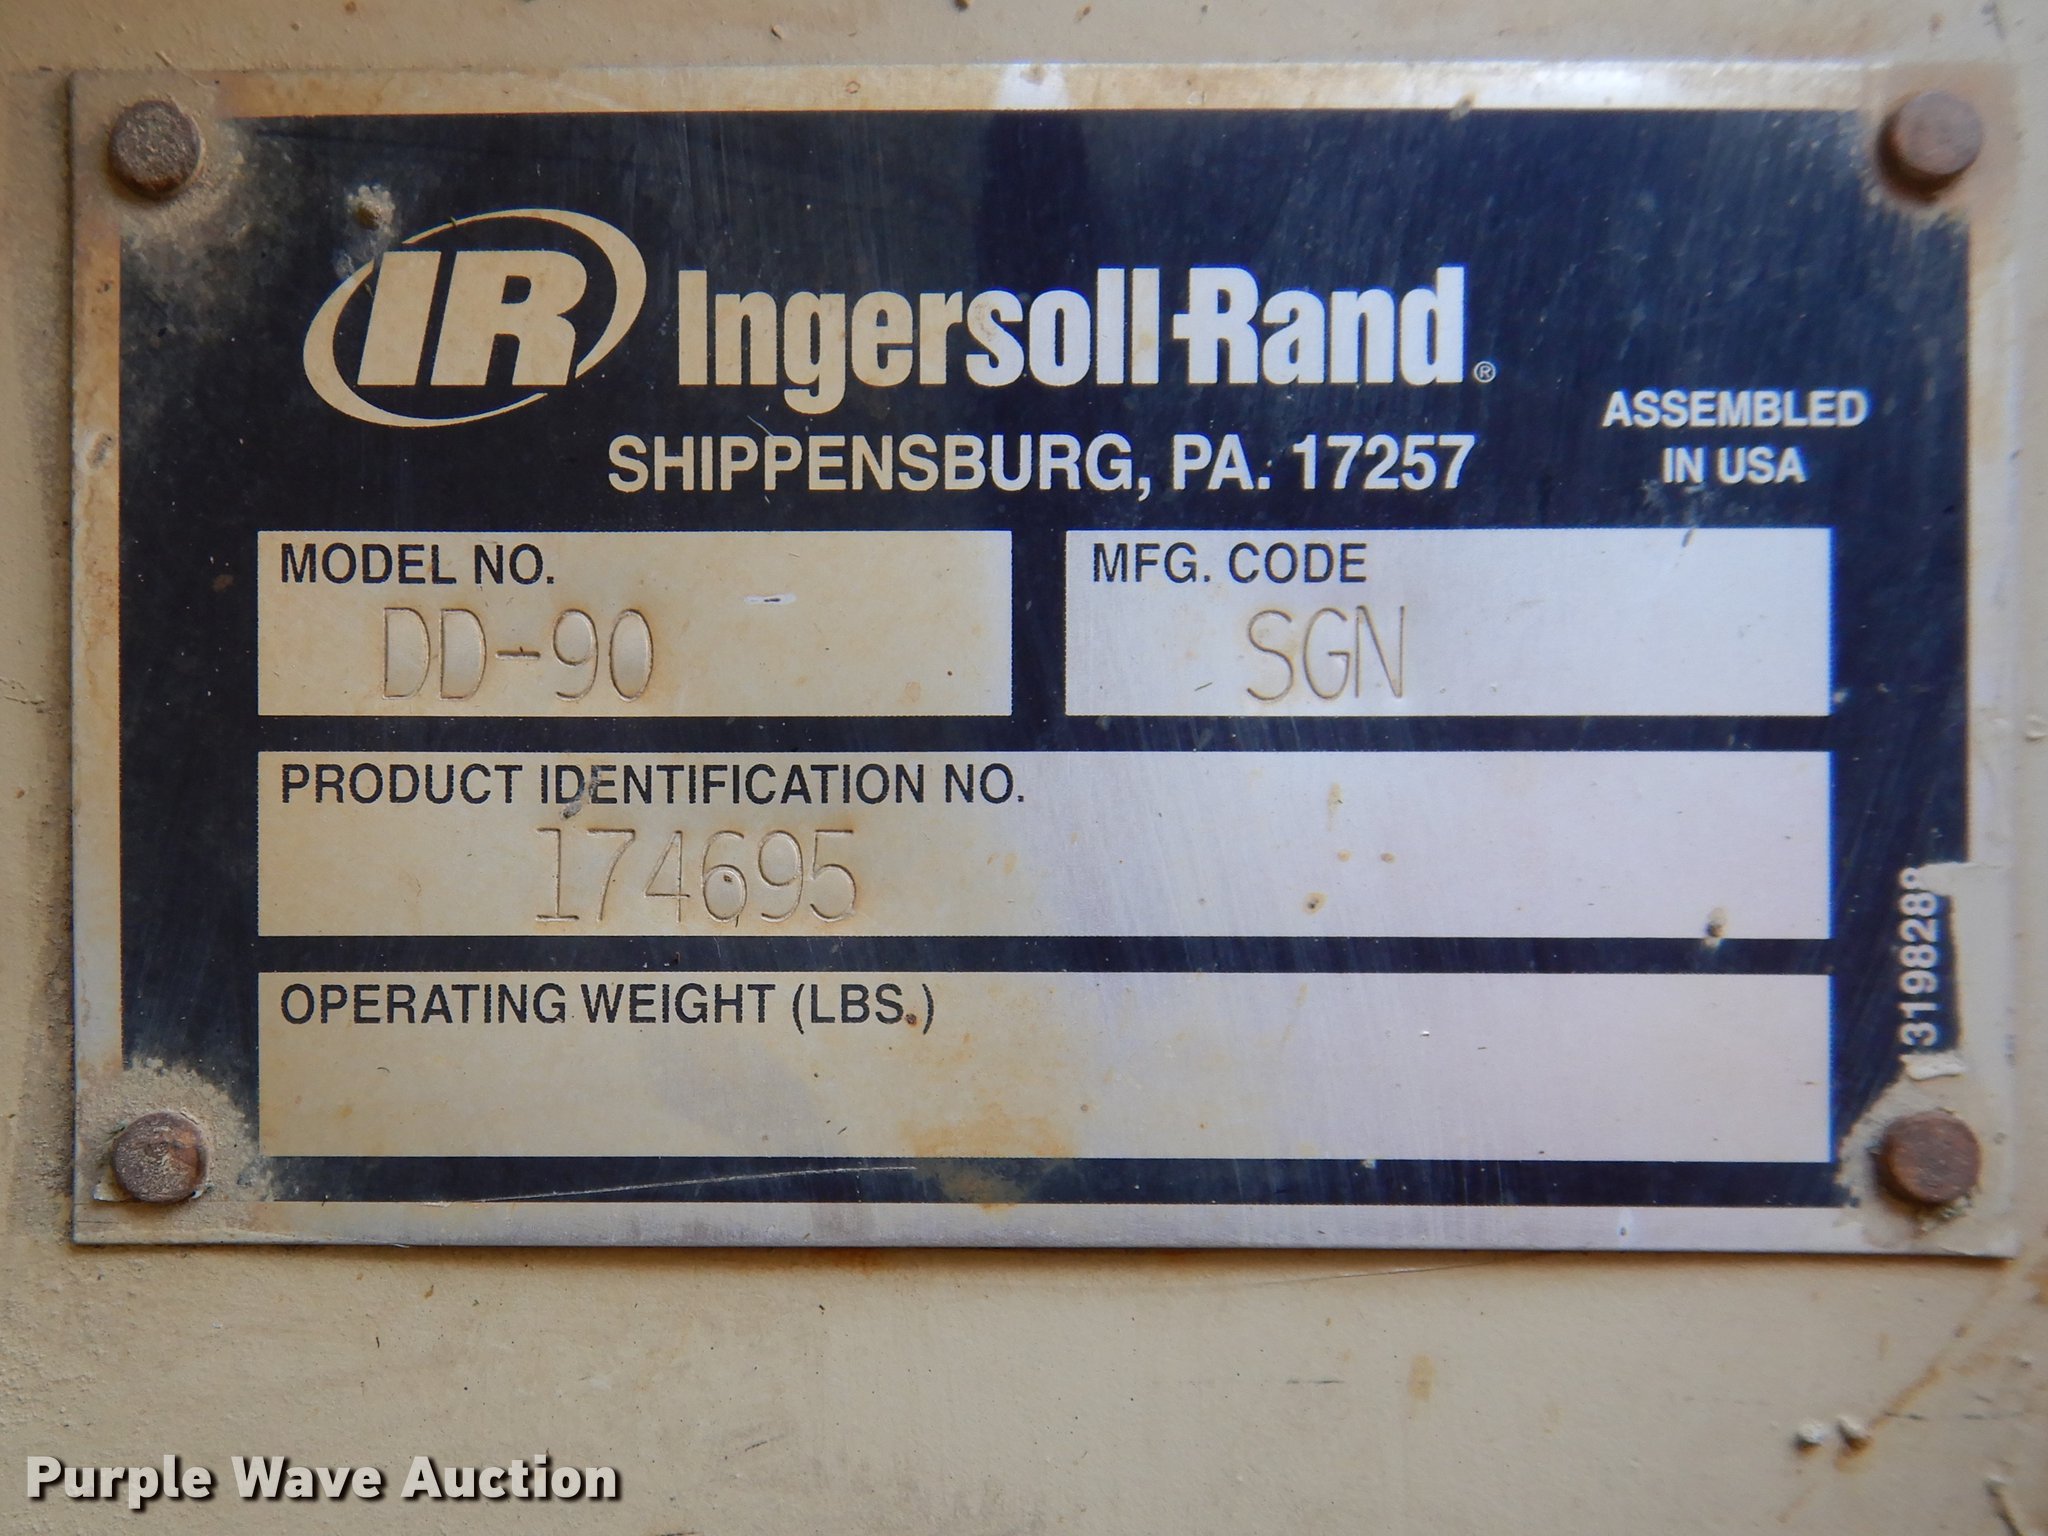 IR Ingersoll-Rand®
SHIPPENSBURG, PA. 17257
ASSEMBLED
IN USA
MODEL NO.
DD-90
MFG. CODE
SGN
PRODUCT IDENTIFICATION NO.
174695
OPERATING WEIGHT (LBS.)
Purple Wave Auction